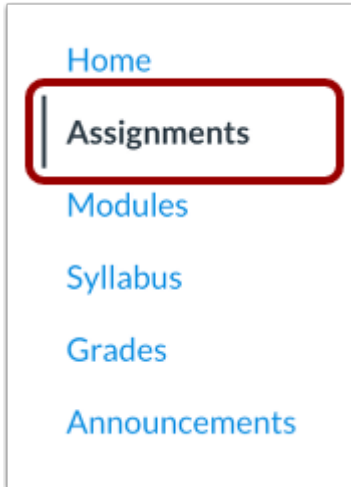 Home
Assignments
Modules
Syllabus
Grades
Announcements